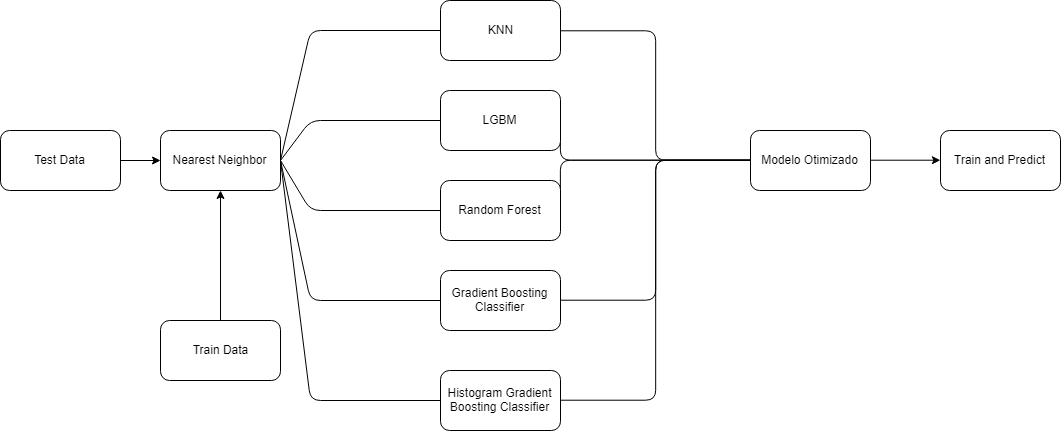 Test Data
Nearest Neighbor
Train Data
KNN
LGBM
Random Forest
Gradient Boosting
Classifier
Histogram Gradient
Boosting Classifier
Modelo Otimizado
Train and Predict